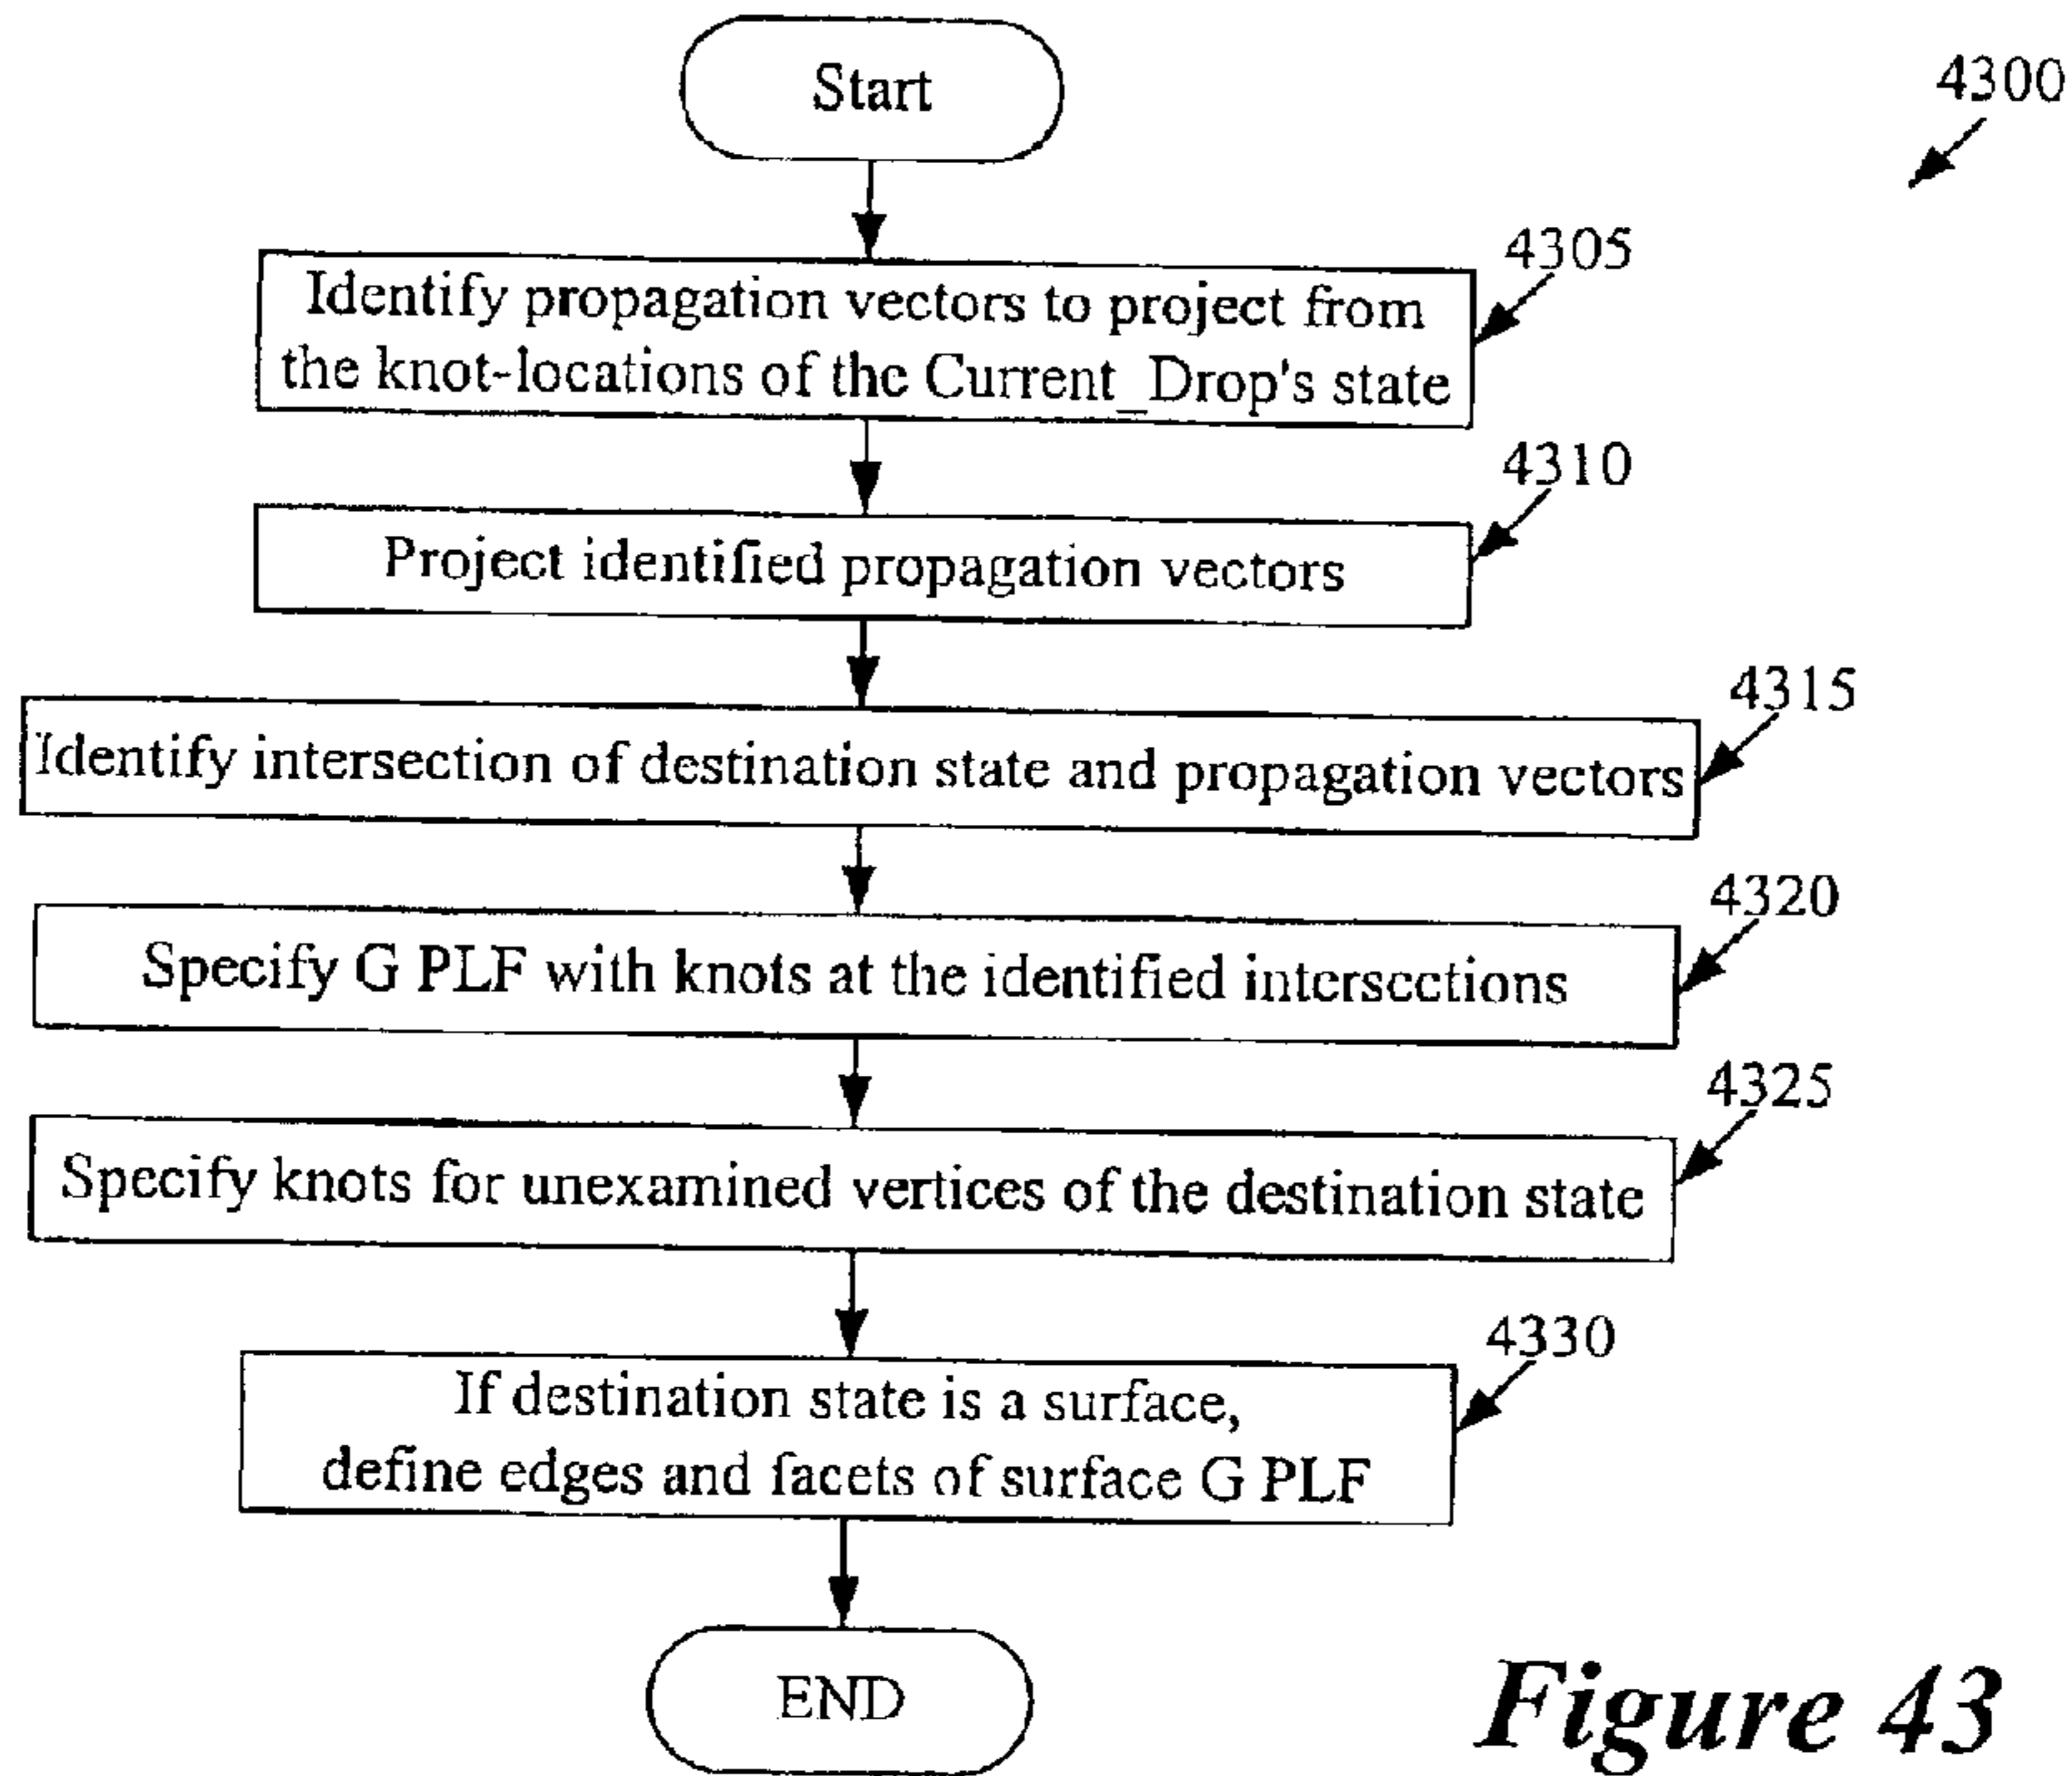 Start
4300
4305
Identify propagation vectors to project from
the knot-locations of the Current_Drop's state
4310
Project identified propagation vectors
4315
Identify intersection of destination state and propagation vectors
4320
Specify G PLF with knots at the identified intersections
4325
Specify knots for unexamined vertices of the destination state
4330
If destination state is a surface,
define edges and facets of surface G PLF
END
Figure 43